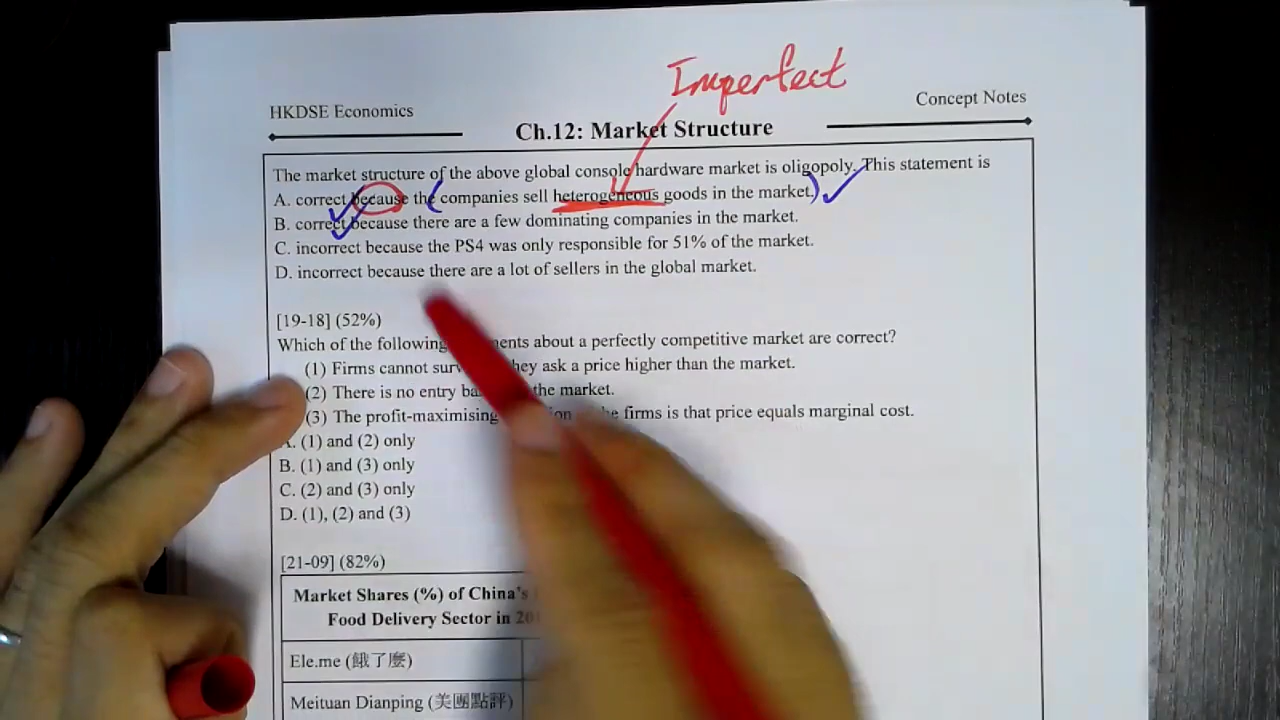 Imperfect
HKDSE Economics
Concept Notes
Ch.12: Market Structure
The market structure of the above global console hardware market is oligopoly. This statement is
A. correct because the companies sell heterogeneous goods in the market.
B. correct because there are a few dominating companies in the market.
C. incorrect because the PS4 was only responsible for 51% of the market.
D. incorrect because there are a lot of sellers in the global market.
[19-18] (52%)
Which of the following about a perfectly competitive market are correct?
(1) Firms cannot they ask a price higher than the market.
(2) There is no entry the market.
(3) The profit-maximising the firms is that price equals marginal cost.
A. (1) and (2) only
B. (1) and (3) only
C. (2) and (3) only
D. (1), (2) and (3)
[21-09] (82%)
Market Shares (%) of China's
Food Delivery Sector in
Ele.me (餓了麼)
Meituan Dianping (美團點評)